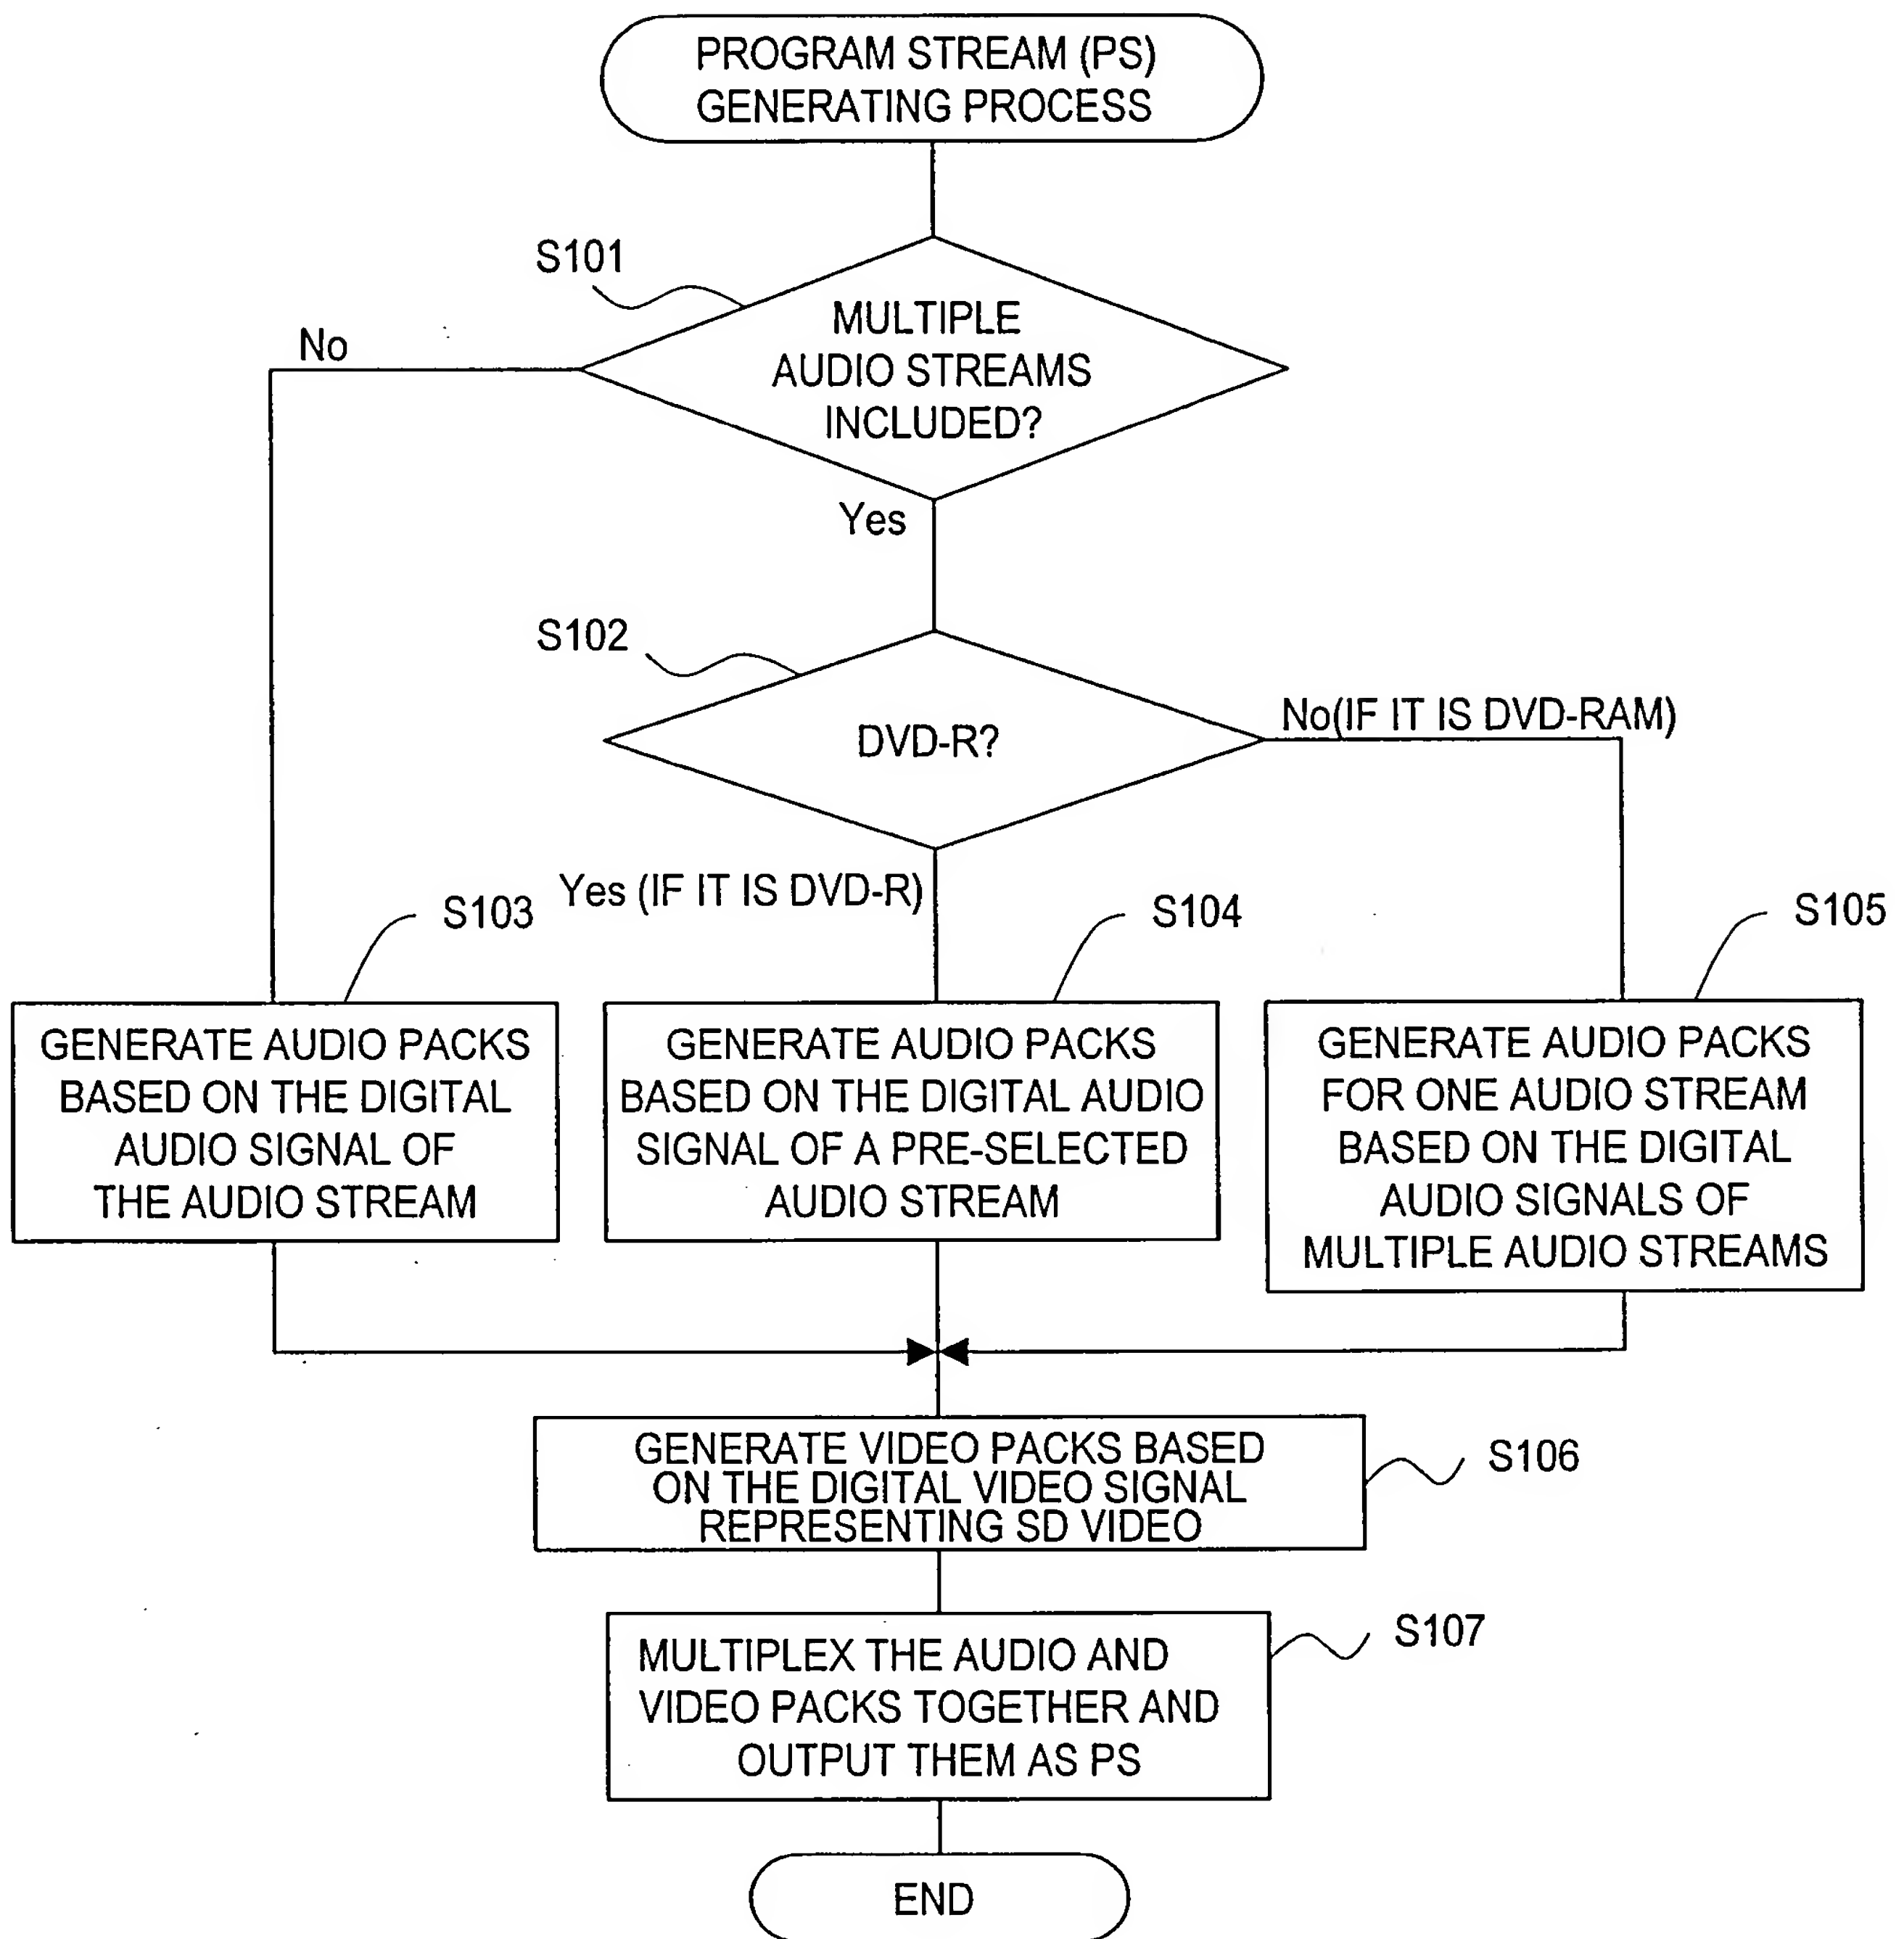 PROGRAM STREAM (PS)
GENERATING PROCESS
S101
MULTIPLE
AUDIO STREAMS
INCLUDED?
No
Yes
S102
DVD-R?
No(IF IT IS DVD-RAM)
Yes (IF IT IS DVD-R)
S103
GENERATE AUDIO PACKS
BASED ON THE DIGITAL
AUDIO SIGNAL OF
THE AUDIO STREAM
S104
GENERATE AUDIO PACKS
BASED ON THE DIGITAL AUDIO
SIGNAL OF A PRE-SELECTED
AUDIO STREAM
S105
GENERATE AUDIO PACKS
FOR ONE AUDIO STREAM
BASED ON THE DIGITAL
AUDIO SIGNALS OF
MULTIPLE AUDIO STREAMS
GENERATE VIDEO PACKS BASED
ON THE DIGITAL VIDEO SIGNAL
REPRESENTING SD VIDEO
S106
MULTIPLEX THE AUDIO AND
VIDEO PACKS TOGETHER AND
OUTPUT THEM AS PS
S107
END